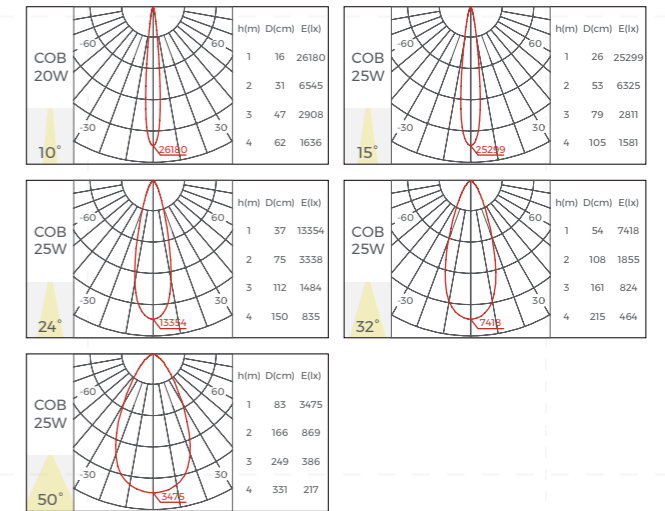 COB
20W
10°
-60
60
-30
30
26180
h(m) D(cm) E(lx)
1 16 26180
2 31 6545
3 47 2908
4 62 1636
COB
25W
15°
-60
60
-30
30
25299
h(m) D(cm) E(lx)
1 26 25299
2 53 6325
3 79 2811
4 105 1581
COB
25W
24°
-60
60
-30
30
13354
h(m) D(cm) E(lx)
1 37 13354
2 75 3338
3 112 1484
4 150 835
COB
25W
32°
-60
60
-30
30
7418
h(m) D(cm) E(lx)
1 54 7418
2 108 1855
3 161 824
4 215 464
COB
25W
50°
-60
60
-30
30
3475
h(m) D(cm) E(lx)
1 83 3475
2 166 869
3 249 386
4 331 217